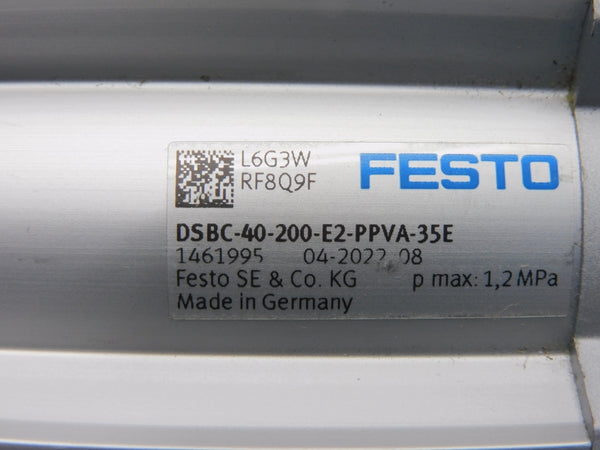 L6G3W
RF8Q9F
FESTO
DSBC-40-200-E2-PPVA-35E
1461995 04-2022 08
Festo SE & Co. KG p max: 1,2 MPa
Made in Germany